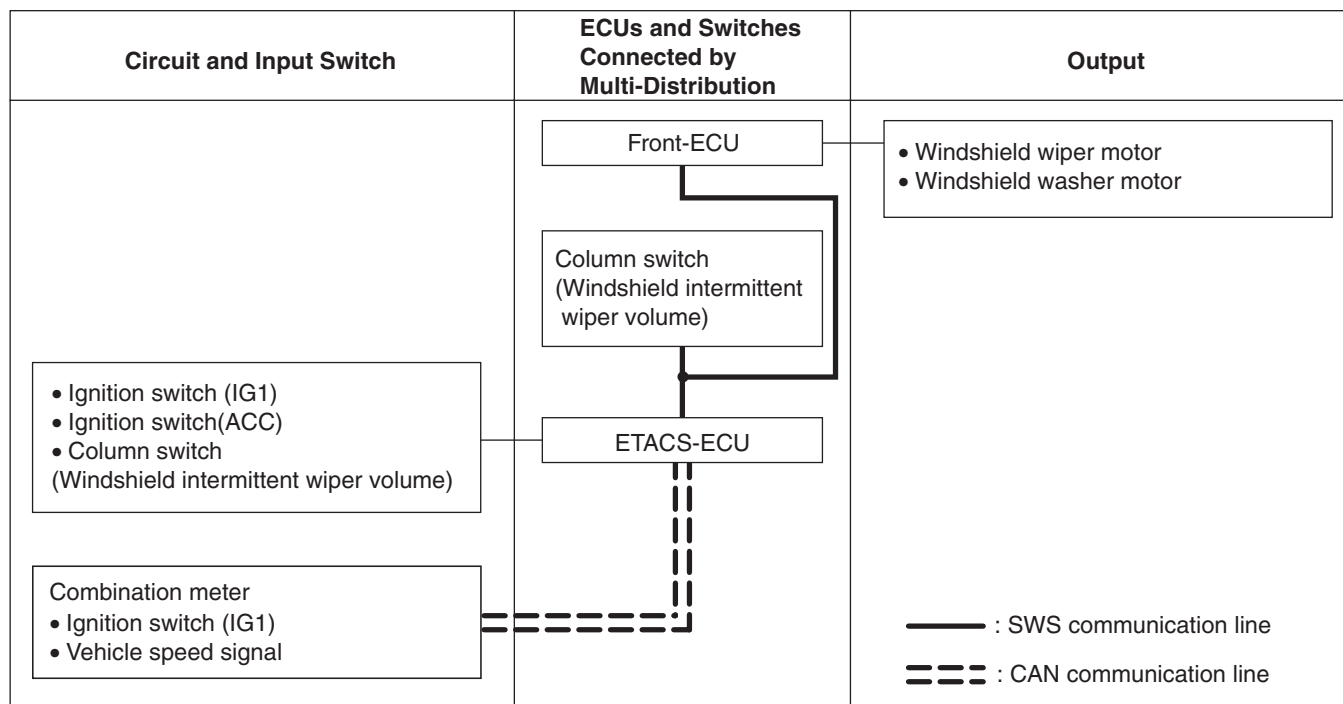 Circuit and Input Switch
ECUs and Switches
Connected by
Multi-Distribution
Output
Front-ECU
• Windshield wiper motor
• Windshield washer motor
Column switch
(Windshield intermittent
wiper volume)
• Ignition switch (IG1)
• Ignition switch(ACC)
• Column switch
(Windshield intermittent wiper volume)
ETACS-ECU
Combination meter
• Ignition switch (IG1)
• Vehicle speed signal
: SWS communication line
: CAN communication line